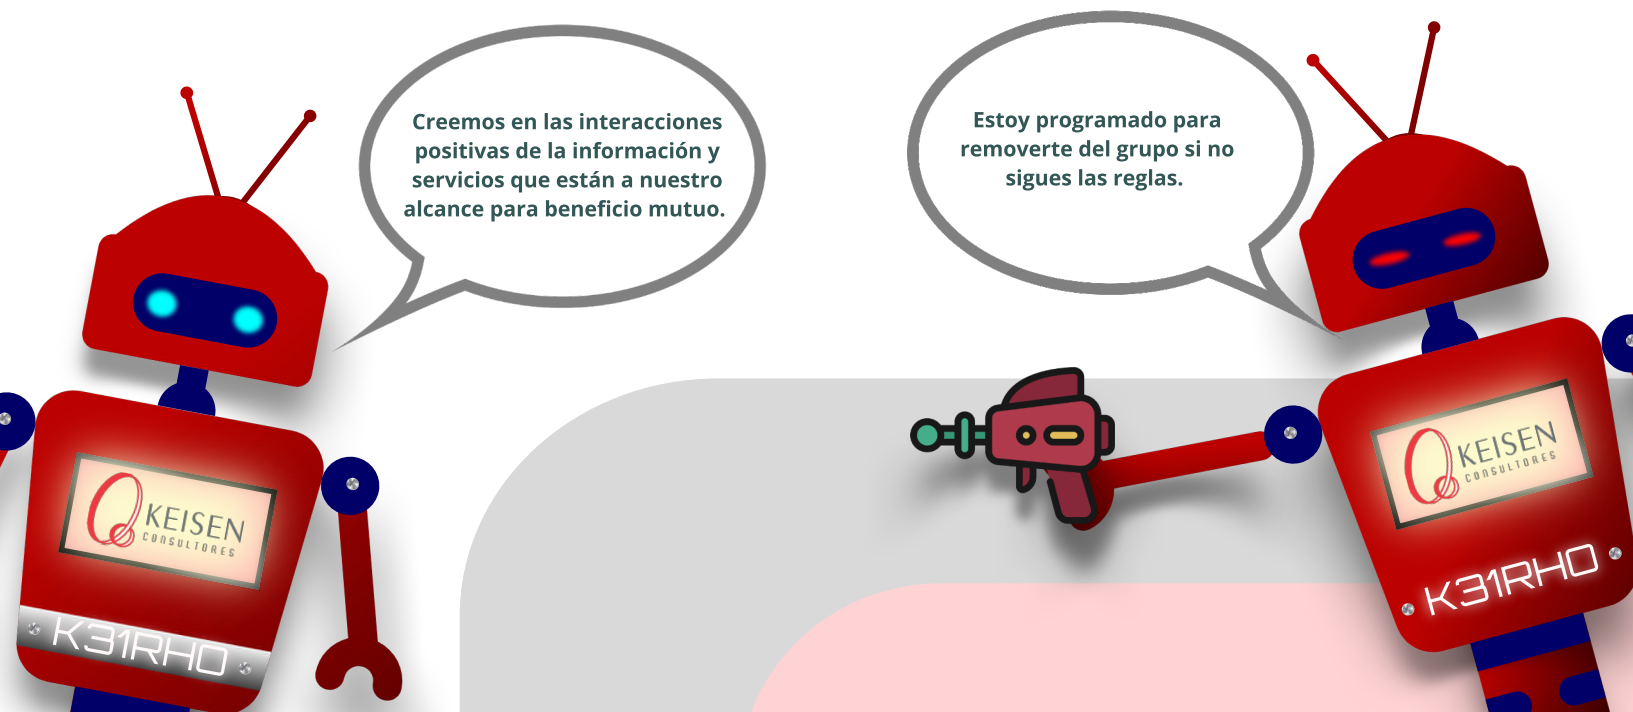 Creemos en las interacciones
positivas de la información y
servicios que están a nuestro
alcance para beneficio mutuo.
Estoy programado para
removerte del grupo si no
sigues las reglas.
KEISEN
CONSULTORES
K31RHO
KEISEN
CONSULTORES
K31RHO